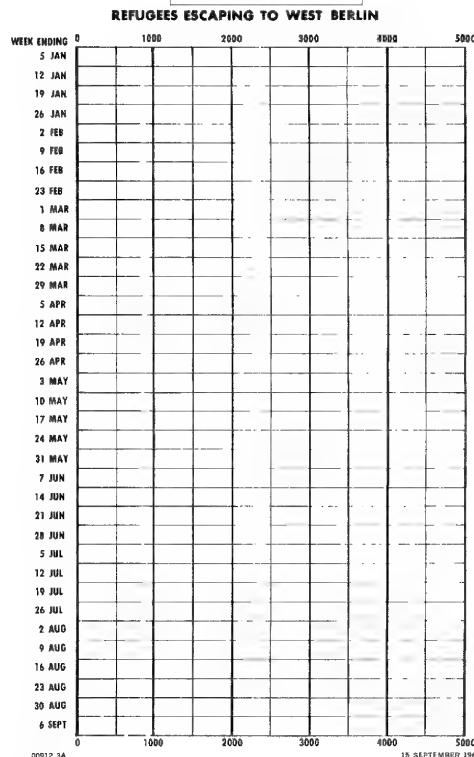 REFUGEES ESCAPING TO WEST BERLIN
WEEK ENDING 0 1000 2000 3000 4000 5000
5 JAN
12 JAN
19 JAN
26 JAN
2 FEB
9 FEB
16 FEB
23 FEB
1 MAR
8 MAR
15 MAR
22 MAR
29 MAR
5 APR
12 APR
19 APR
26 APR
3 MAY
10 MAY
17 MAY
24 MAY
31 MAY
7 JUN
14 JUN
21 JUN
28 JUN
5 JUL
12 JUL
19 JUL
26 JUL
2 AUG
9 AUG
16 AUG
23 AUG
30 AUG
6 SEPT
0 1000 2000 3000 4000 5000
00912 3A 15 SEPTEMBER